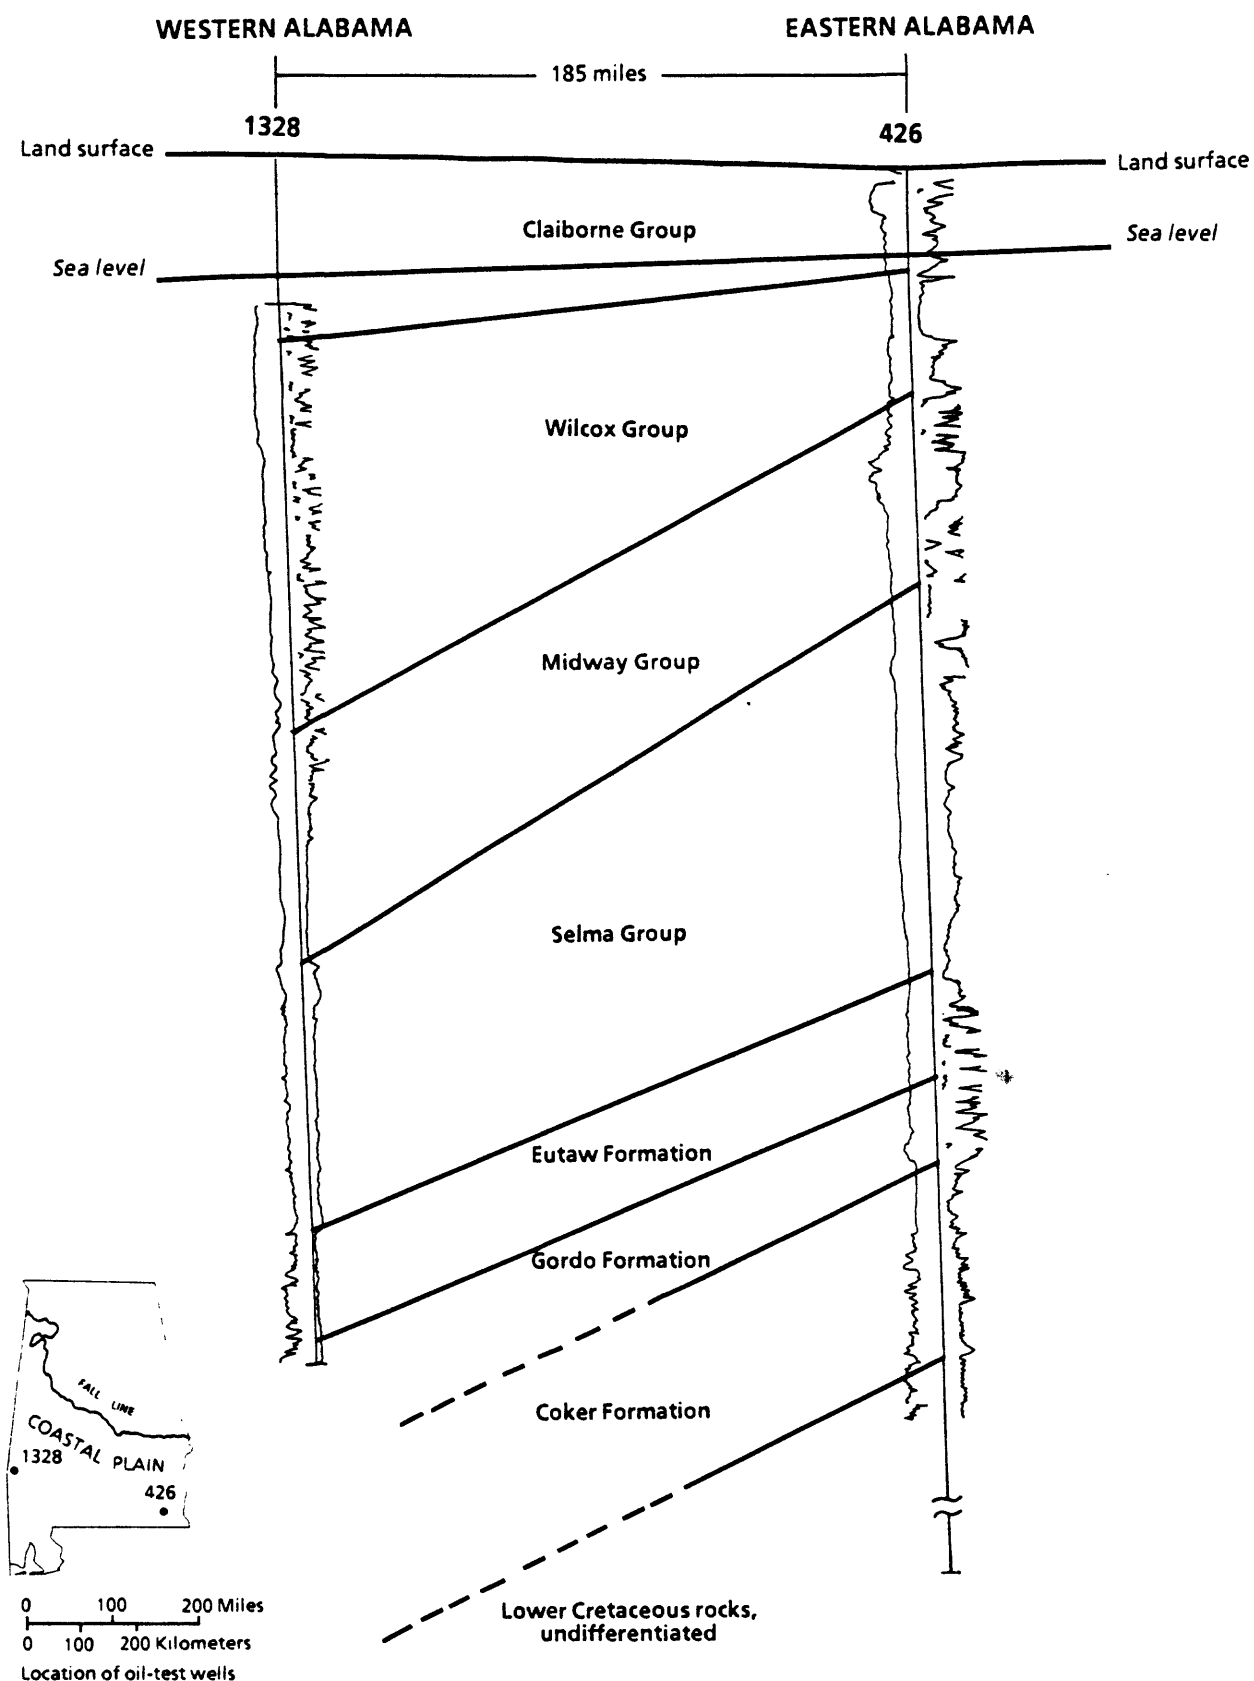 WESTERN ALABAMA
EASTERN ALABAMA
185 miles
1328
426
Land surface
Land surface
Claiborne Group
Sea level
Sea level
Wilcox Group
Midway Group
Selma Group
Eutaw Formation
Gordo Formation
Coker Formation
Lower Cretaceous rocks,
undifferentiated
FALL LINE
COASTAL PLAIN
1328
426
0 100 200 Miles
0 100 200 Kilometers
Location of oil-test wells